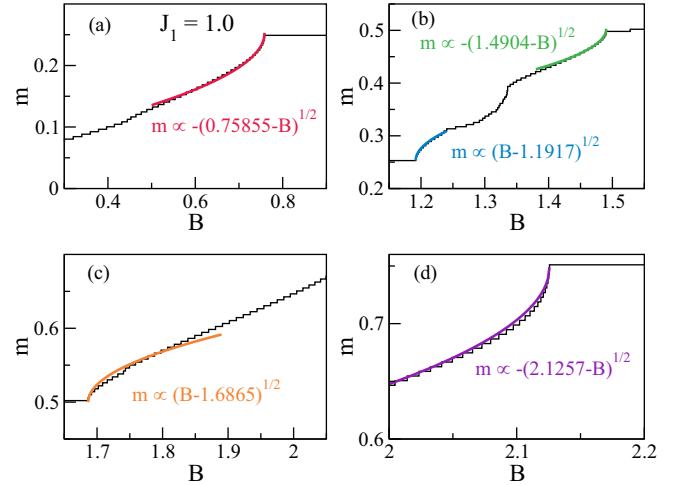 (a)
J₁ = 1.0
m ∝ -(0.75855-B)^1/2
m
0.2
0.1
0
0.4 0.6 0.8
B
(b)
m ∝ -(1.4904-B)^1/2
m ∝ (B-1.1917)^1/2
m
0.5
0.4
0.3
0.2
1.2 1.3 1.4 1.5
B
(c)
m ∝ (B-1.6865)^1/2
m
0.6
0.5
1.7 1.8 1.9 2
B
(d)
m ∝ -(2.1257-B)^1/2
m
0.7
0.6
2 2.1 2.2
B